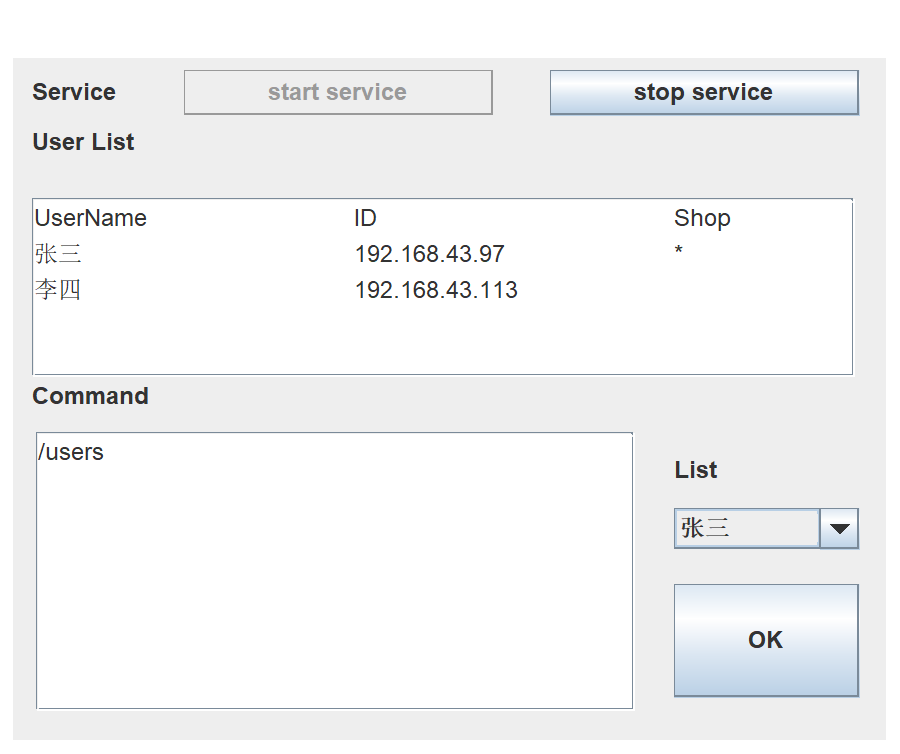 Service start service stop service
User List
UserName ID Shop
张三 192.168.43.97 *
李四 192.168.43.113
Command
/users
List
张三
OK